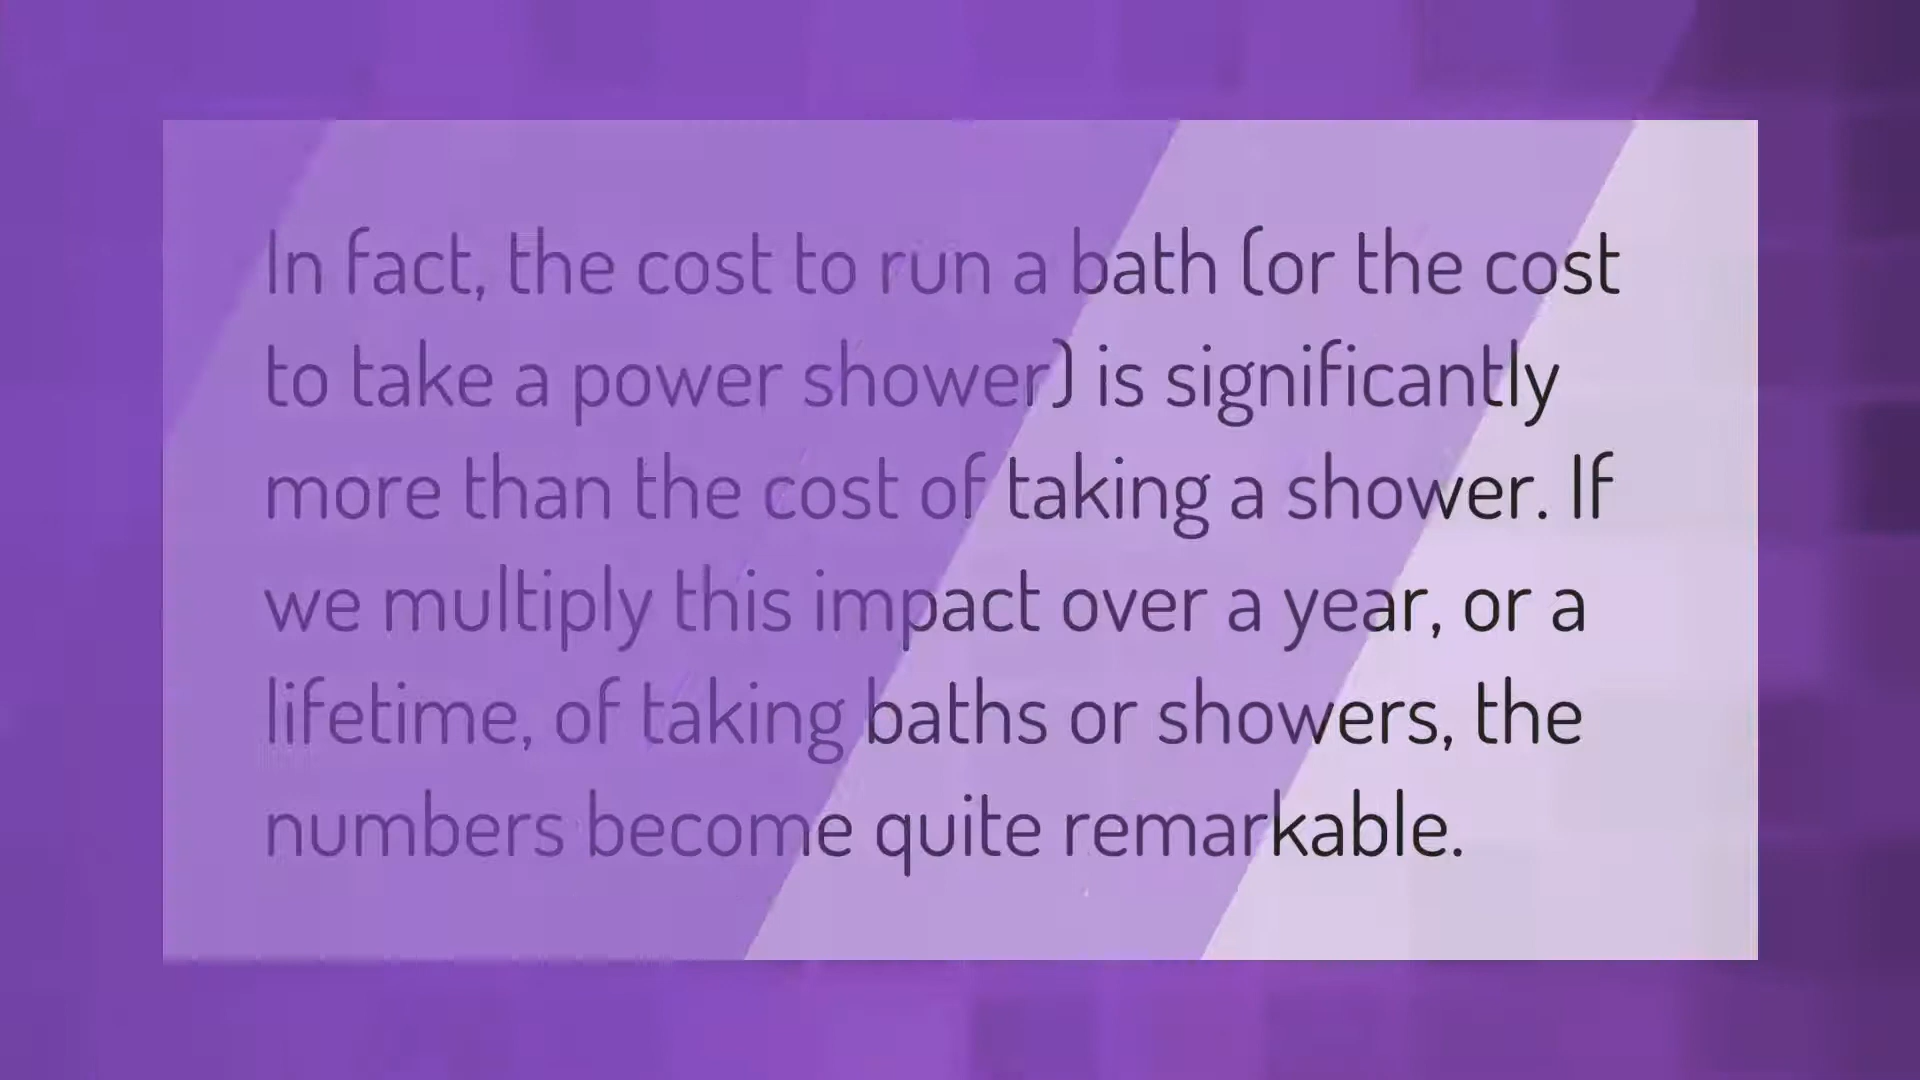 In fact, the cost to run a bath (or the cost
to take a power shower) is significantly
more than the cost of taking a shower. If
we multiply this impact over a year, or a
lifetime, of taking baths or showers, the
numbers become quite remarkable.